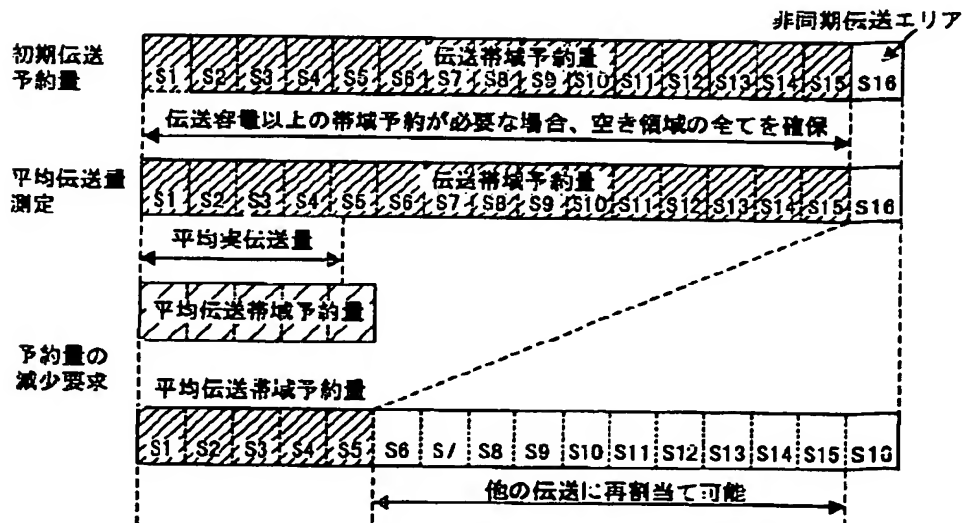 非同期伝送エリア
初期伝送
予約量
伝送帯域予約量
S1 S2 S3 S4 S5 S6 S7 S8 S9 S10 S11 S12 S13 S14 S15 S16
伝送容量以上の帯域予約が必要な場合、空き領域の全てを確保
平均伝送量
測定
伝送帯域予約量
S1 S2 S3 S4 S5 S6 S7 S8 S9 S10 S11 S12 S13 S14 S15 S16
平均実伝送量
平均伝送帯域予約量
予約量の
減少要求
平均伝送帯域予約量
S1 S2 S3 S4 S5 S6 S7 S8 S9 S10 S11 S12 S13 S14 S15 S16
他の伝送に再割当て可能